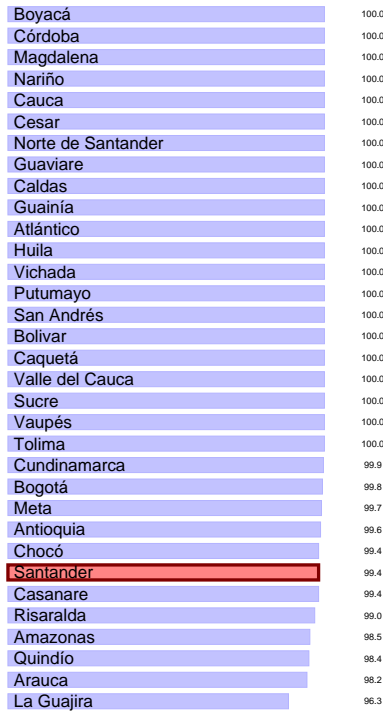 Boyacá 100.0
Córdoba 100.0
Magdalena 100.0
Nariño 100.0
Cauca 100.0
Cesar 100.0
Norte de Santander 100.0
Guaviare 100.0
Caldas 100.0
Guainía 100.0
Atlántico 100.0
Huila 100.0
Vichada 100.0
Putumayo 100.0
San Andrés 100.0
Bolivar 100.0
Caquetá 100.0
Valle del Cauca 100.0
Sucre 100.0
Vaupés 100.0
Tolima 100.0
Cundinamarca 99.9
Bogotá 99.8
Meta 99.7
Antioquia 99.6
Chocó 99.4
Santander 99.4
Casanare 99.4
Risaralda 99.0
Amazonas 98.5
Quindío 98.4
Arauca 98.2
La Guajira 96.3